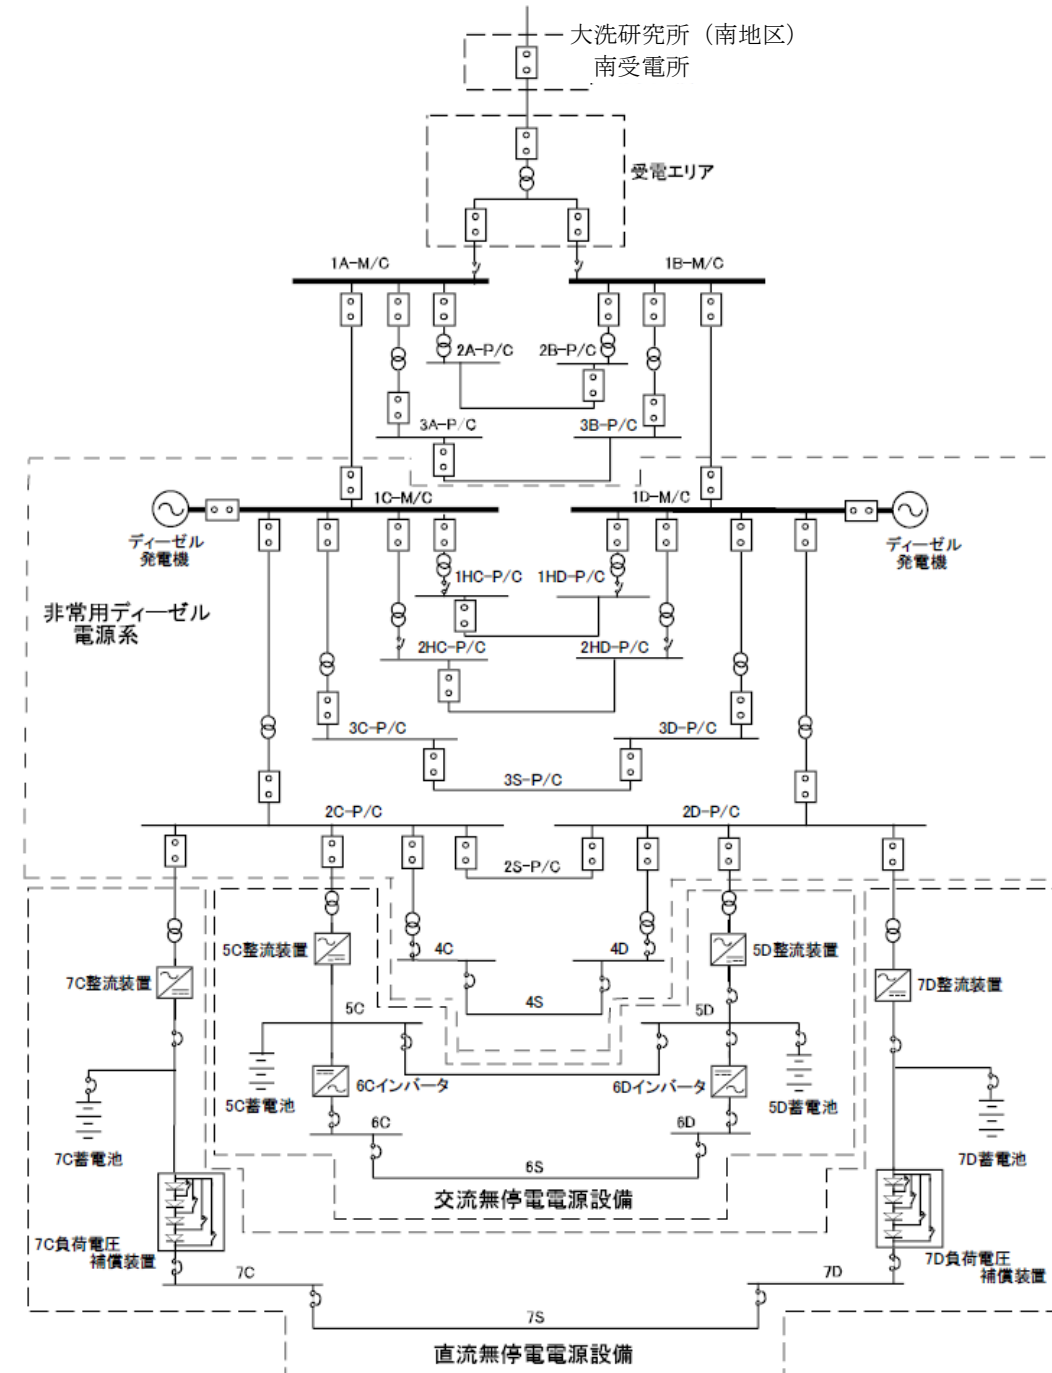 大洗研究所（南地区）
南受電所
受電エリア
1A-M/C
1B-M/C
2A-P/C
2B-P/C
3A-P/C
3B-P/C
1C-M/C
1D-M/C
ディーゼル
発電機
ディーゼル
発電機
非常用ディーゼル
電源系
1HC-P/C
1HD-P/C
2HC-P/C
2HD-P/C
3C-P/C
3D-P/C
3S-P/C
2C-P/C
2D-P/C
2S-P/C
5C整流装置
4C
4D
5D整流装置
7C整流装置
7D整流装置
4S
5C
5D
6Cインバータ
6Dインバータ
5C蓄電池
5D蓄電池
6C
6D
7C蓄電池
7D蓄電池
6S
交流無停電電源設備
7C負荷電圧
補償装置
7D負荷電圧
補償装置
7C
7D
7S
直流無停電電源設備